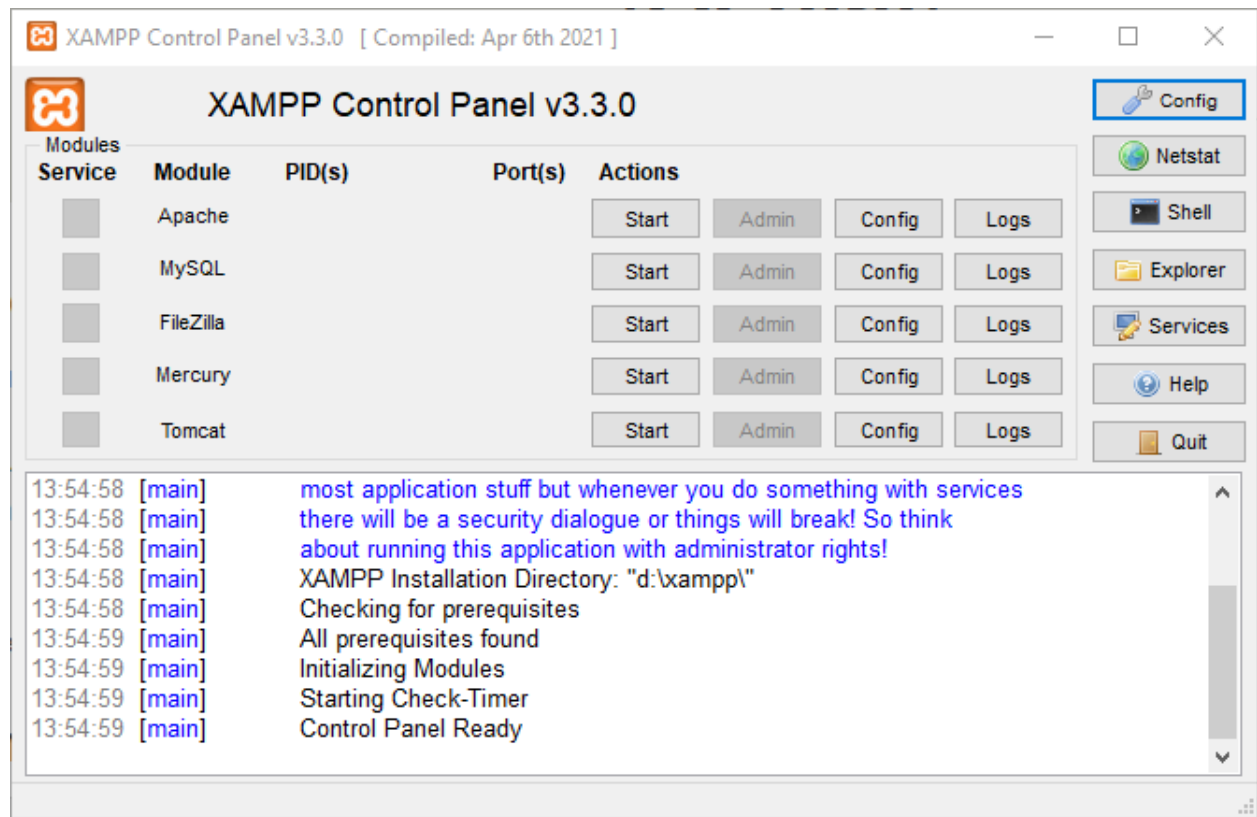 XAMPP Control Panel v3.3.0 [ Compiled: Apr 6th 2021 ]
XAMPP Control Panel v3.3.0
Config
Modules
Netstat
Service Module PID(s) Port(s) Actions
Apache Start Admin Config Logs
Shell
MySQL Start Admin Config Logs
Explorer
FileZilla Start Admin Config Logs
Services
Mercury Start Admin Config Logs
Help
Tomcat Start Admin Config Logs
Quit
13:54:58 [main] most application stuff but whenever you do something with services
13:54:58 [main] there will be a security dialogue or things will break! So think
13:54:58 [main] about running this application with administrator rights!
13:54:58 [main] XAMPP Installation Directory: "d:\xampp\"
13:54:58 [main] Checking for prerequisites
13:54:59 [main] All prerequisites found
13:54:59 [main] Initializing Modules
13:54:59 [main] Starting Check-Timer
13:54:59 [main] Control Panel Ready